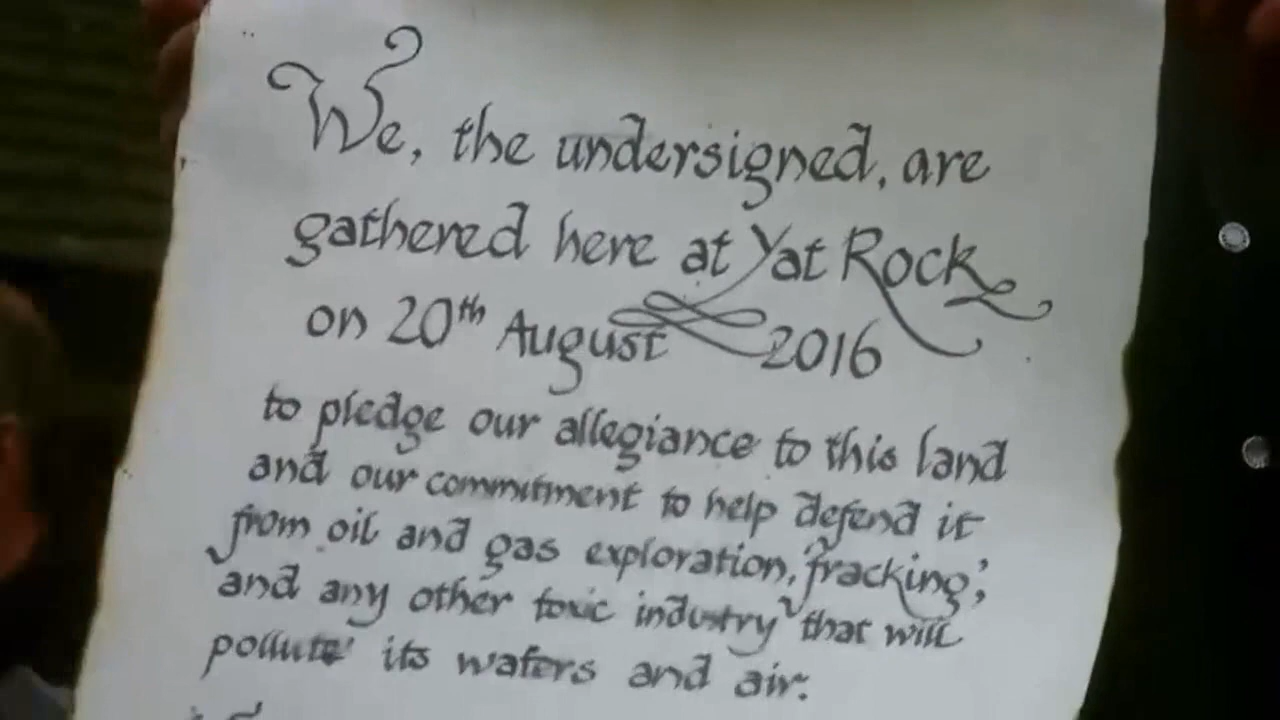 We, the undersigned, are
gathered here at Yat Rock
on 20th August 2016
to pledge our allegiance to this land
and our commitment to help defend it
from oil and gas exploration, 'fracking',
and any other toxic industry that will
pollute its waters and air.